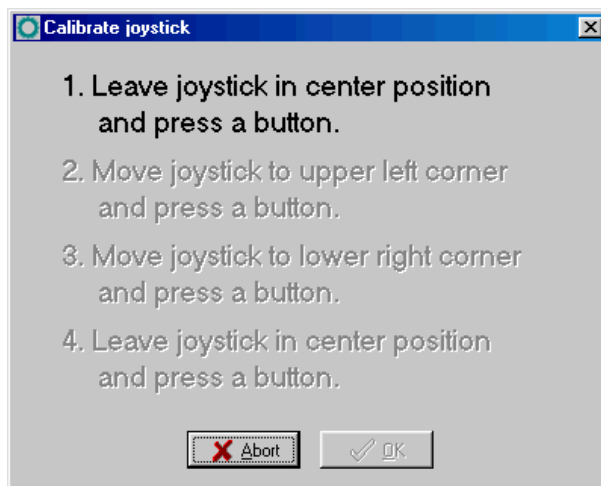 Calibrate joystick
1. Leave joystick in center position
and press a button.
2. Move joystick to upper left corner
and press a button.
3. Move joystick to lower right corner
and press a button.
4. Leave joystick in center position
and press a button.
Abort OK